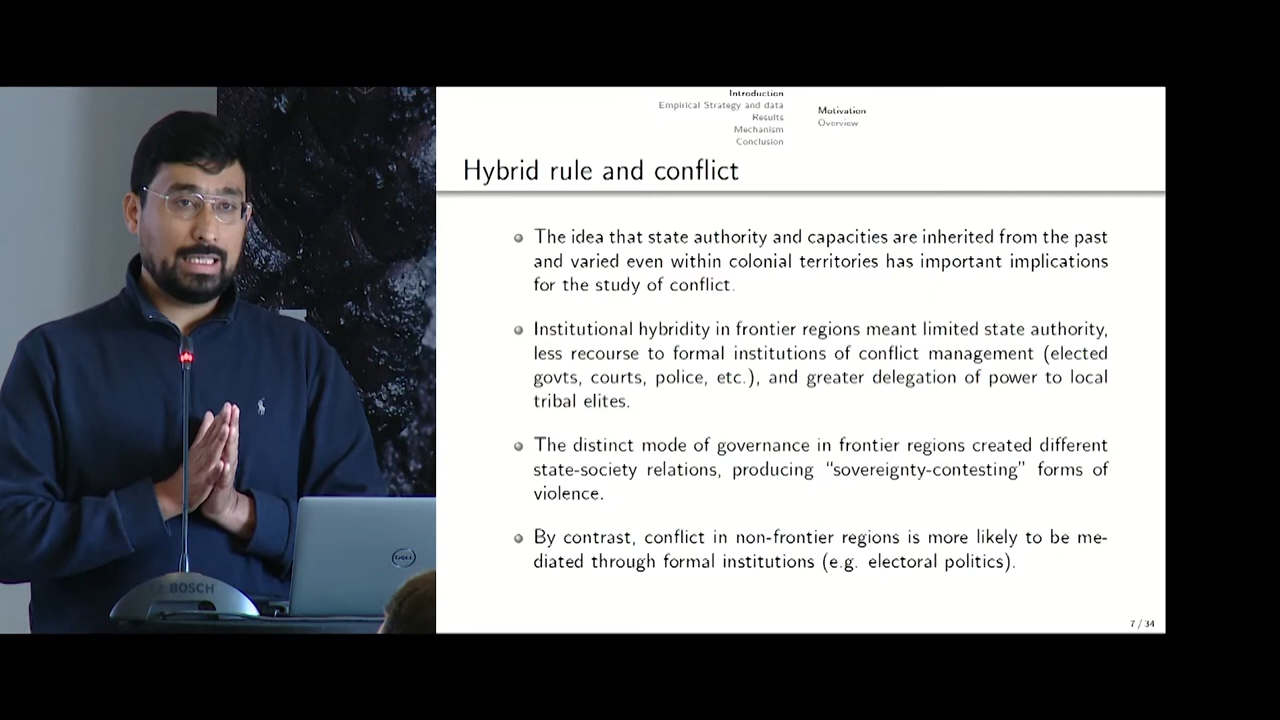 Introduction
Empirical Strategy and data
Results
Mechanism
Conclusion
Motivation
Overview
Hybrid rule and conflict
The idea that state authority and capacities are inherited from the past
and varied even within colonial territories has important implications
for the study of conflict.
Institutional hybridity in frontier regions meant limited state authority,
less recourse to formal institutions of conflict management (elected
govts, courts, police, etc.), and greater delegation of power to local
tribal elites.
The distinct mode of governance in frontier regions created different
state-society relations, producing “sovereignty-contesting” forms of
violence.
By contrast, conflict in non-frontier regions is more likely to be me-
diated through formal institutions (e.g. electoral politics).
7 / 34
DELL
BOSCH